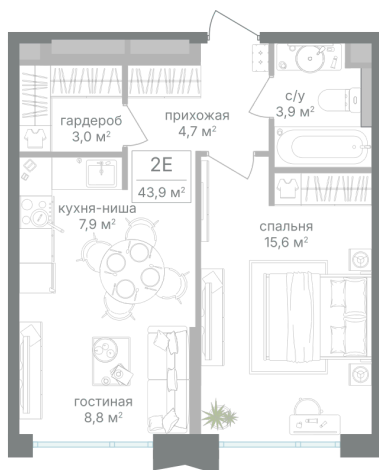 с/у
3,9 м²
гардероб
3,0 м²
прихожая
4,7 м²
2Е
43,9 м²
кухня-ниша
7,9 м²
спальня
15,6 м²
гостиная
8,8 м²